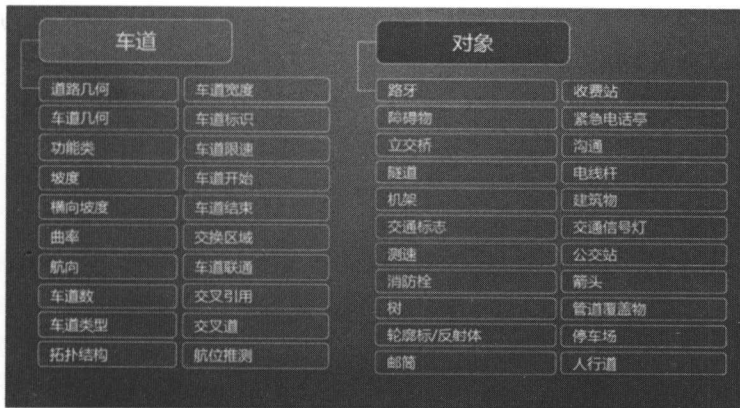 车道
道路几何
车道几何
功能类
坡度
横向坡度
曲率
航向
车道数
车道类型
拓扑结构
车道宽度
车道标识
车道限速
车道开始
车道结束
交换区域
车道联通
交叉引用
交叉道
航位推测
对象
路牙
障碍物
立交桥
隧道
机架
交通标志
测速
消防栓
树
轮廓标/反射体
邮筒
收费站
紧急电话亭
沟通
电线杆
建筑物
交通信号灯
公交站
箭头
管道覆盖物
停车场
人行道